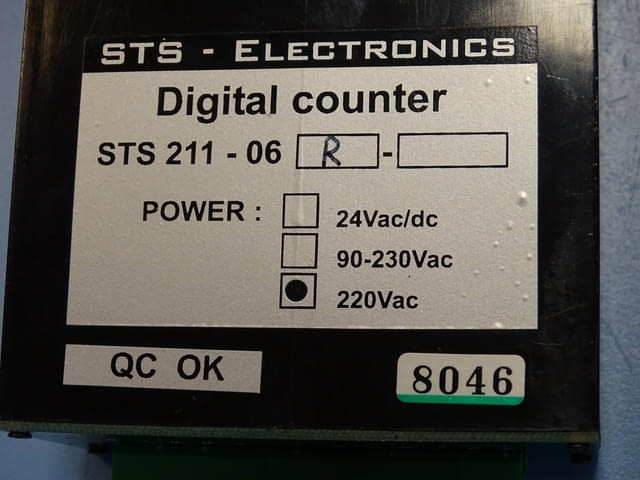 STS - ELECTRONICS
Digital counter
STS 211 - 06 R -
POWER : 24Vac/dc
90-230Vac
220Vac
QC OK
8046